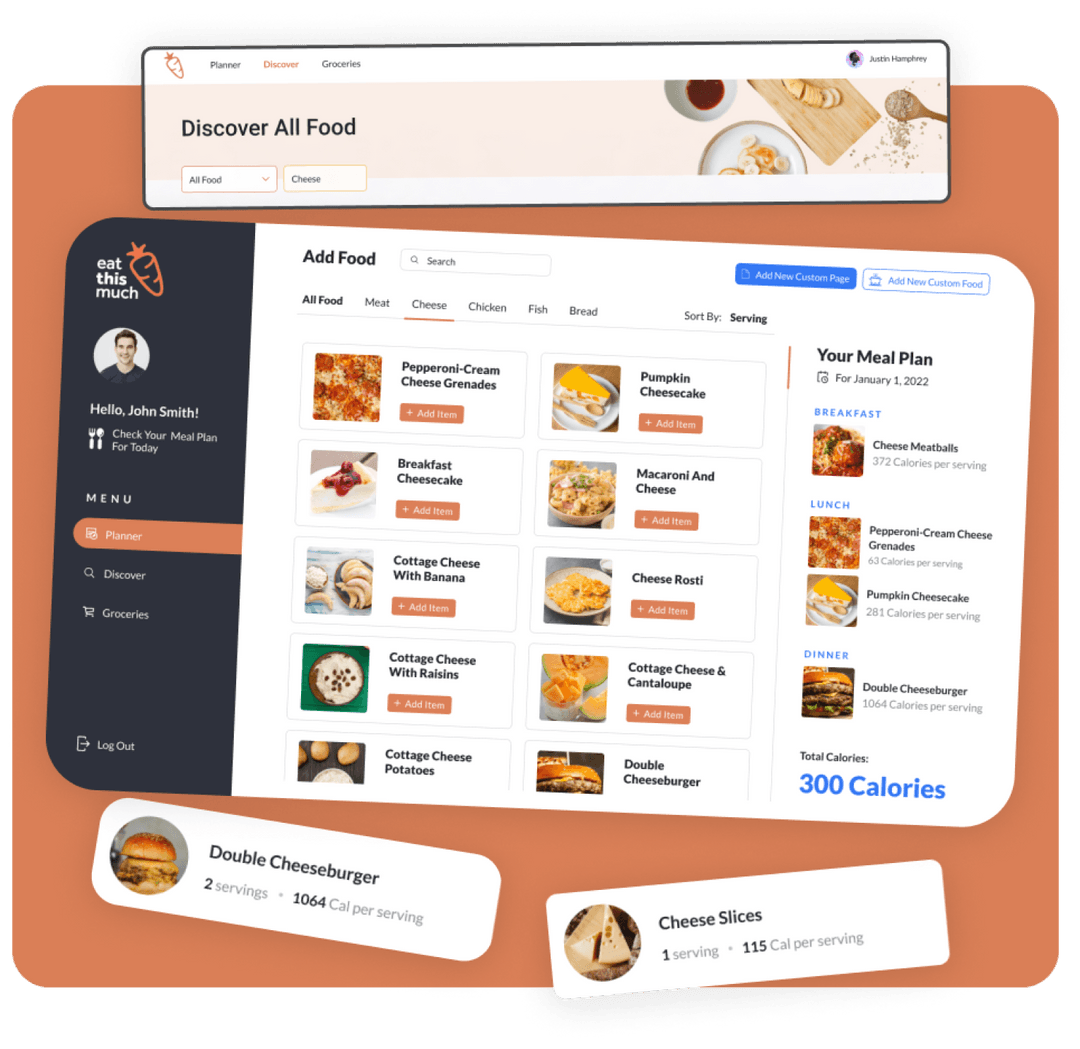 Planner
Discover
Groceries
Justin Hamphrey
Discover All Food
All Food
Cheese
eat
this
much
Hello, John Smith!
Check Your Meal Plan
For Today
MENU
Planner
Discover
Groceries
Log Out
Add Food
Search
Add New Custom Page
Add New Custom Food
All Food
Meat
Cheese
Chicken
Fish
Bread
Sort By: Serving
Pepperoni-Cream
Cheese Grenades
+ Add Item
Pumpkin
Cheesecake
+ Add Item
Breakfast
Cheesecake
+ Add Item
Macaroni And
Cheese
+ Add Item
Cottage Cheese
With Banana
+ Add Item
Cheese Rosti
+ Add Item
Cottage Cheese
With Raisins
+ Add Item
Cottage Cheese &
Cantaloupe
+ Add Item
Cottage Cheese
Potatoes
Double
Cheeseburger
Your Meal Plan
For January 1, 2022
BREAKFAST
Cheese Meatballs
372 Calories per serving
LUNCH
Pepperoni-Cream Cheese
Grenades
63 Calories per serving
Pumpkin Cheesecake
281 Calories per serving
DINNER
Double Cheeseburger
1064 Calories per serving
Total Calories:
300 Calories
Double Cheeseburger
2 servings • 1064 Cal per serving
Cheese Slices
1 serving • 115 Cal per serving